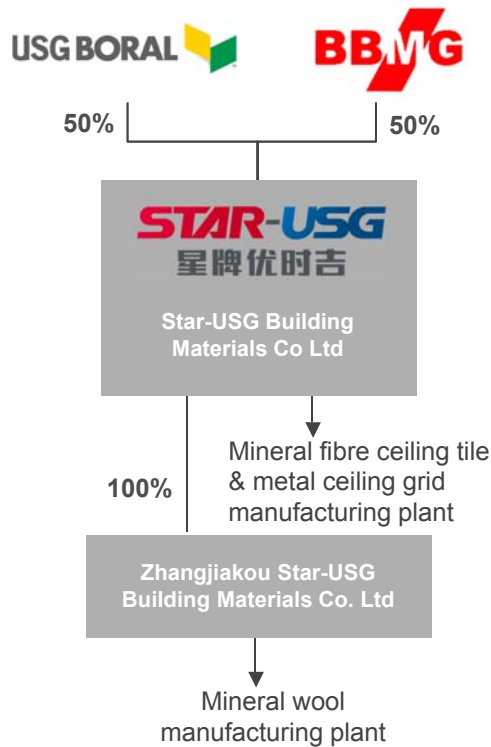 USG BORAL
BBMG
50%
50%
STAR-USG
星牌优时吉
Star-USG Building
Materials Co Ltd
Mineral fibre ceiling tile
& metal ceiling grid
manufacturing plant
100%
Zhangjiakou Star-USG
Building Materials Co. Ltd
Mineral wool
manufacturing plant